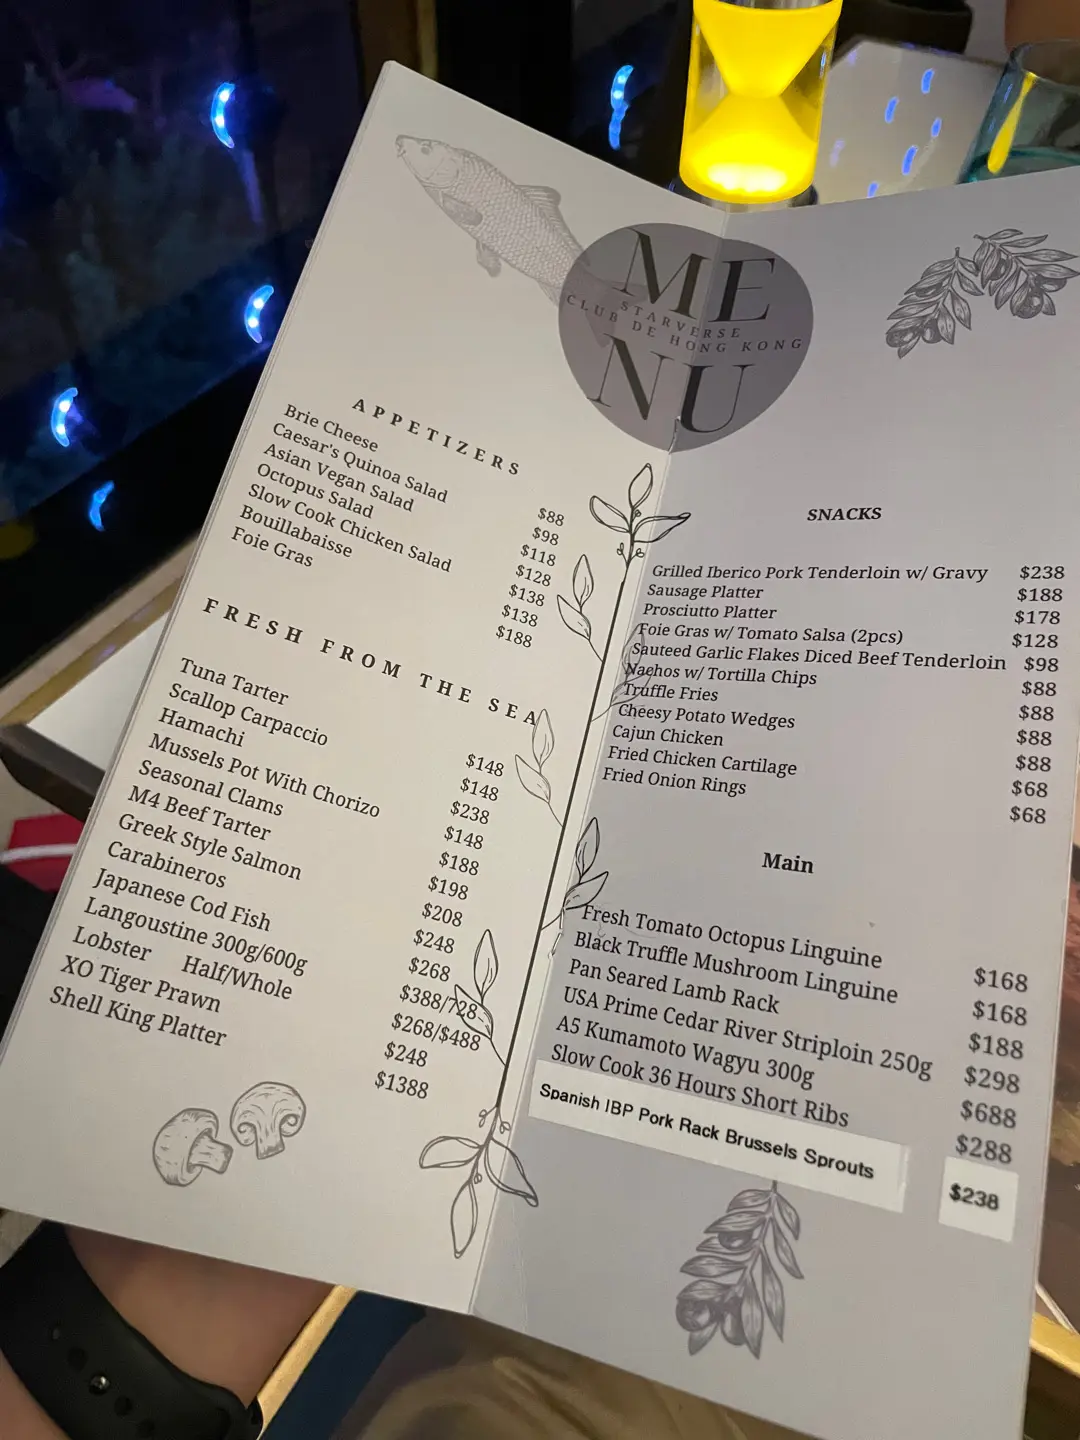 ME
STARVERSE
CLUB DE HONG KONG
NU
APPETIZERS
Brie Cheese $88
Caesar's Quinoa Salad $98
Asian Vegan Salad $118
Octopus Salad $128
Slow Cook Chicken Salad $138
Bouillabaisse $138
Foie Gras $188
FRESH FROM THE SEA
Tuna Tarter $148
Scallop Carpaccio $148
Hamachi $238
Mussels Pot With Chorizo $148
Seasonal Clams $188
M4 Beef Tarter $198
Greek Style Salmon $208
Carabineros $248
Japanese Cod Fish $268
Langoustine 300g/600g $388/728
Lobster Half/Whole $268/$488
XO Tiger Prawn $248
Shell King Platter $1388
SNACKS
Grilled Iberico Pork Tenderloin w/ Gravy $238
Sausage Platter $188
Prosciutto Platter $178
Foie Gras w/ Tomato Salsa (2pcs) $128
Sauteed Garlic Flakes Diced Beef Tenderloin $98
Nachos w/ Tortilla Chips $88
Truffle Fries $88
Cheesy Potato Wedges $88
Cajun Chicken $88
Fried Chicken Cartilage $68
Fried Onion Rings $68
Main
Fresh Tomato Octopus Linguine $168
Black Truffle Mushroom Linguine $168
Pan Seared Lamb Rack $188
USA Prime Cedar River Striploin 250g $298
A5 Kumamoto Wagyu 300g $688
Slow Cook 36 Hours Short Ribs $288
Spanish IBP Pork Rack Brussels Sprouts $238